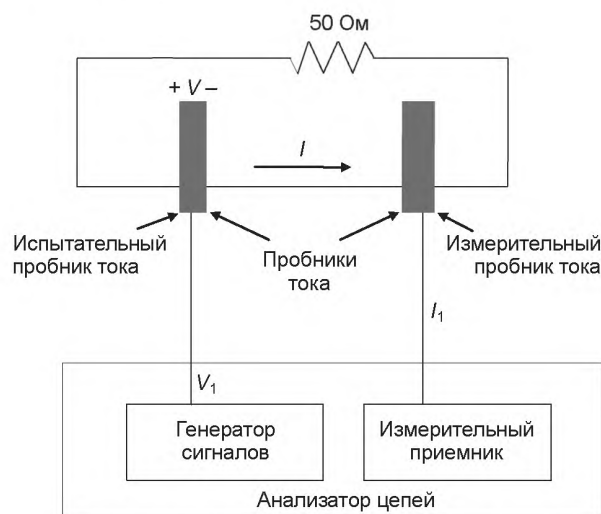 50 Ом
+ V –
I
Испытательный
пробник тока
Пробники
тока
Измерительный
пробник тока
I1
V1
Генератор
сигналов
Измерительный
приемник
Анализатор цепей